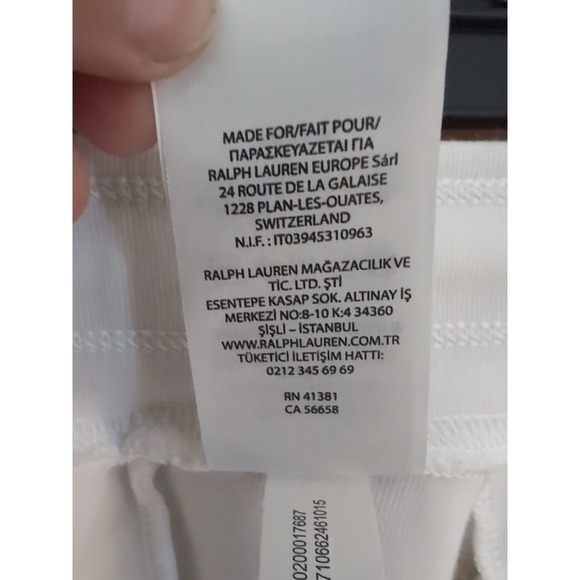 MADE FOR/FAIT POUR/
ΠΑΡΑΣΚΕΥΑΖΕΤΑΙ ΓΙΑ
RALPH LAUREN EUROPE Sárl
24 ROUTE DE LA GALAISE
1228 PLAN-LES-OUATES,
SWITZERLAND
N.I.F. : IT03945310963
RALPH LAUREN MAĞAZACILIK VE
TİC. LTD. ŞTİ
ESENTEPE KASAP SOK. ALTINAY İŞ
MERKEZİ NO:8-10 K:4 34360
ŞİŞLİ – İSTANBUL
WWW.RALPHLAUREN.COM.TR
TÜKETİCİ İLETİŞİM HATTI:
0212 345 69 69
RN 41381
CA 56658
0200017687
710662461015